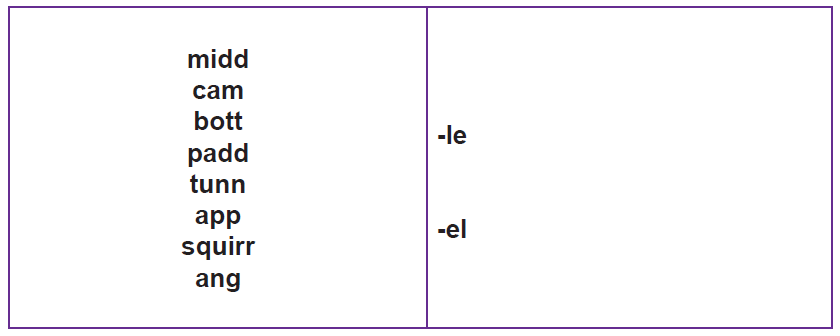 midd
cam
bott
padd
tunn
app
squirr
ang
-le
-el